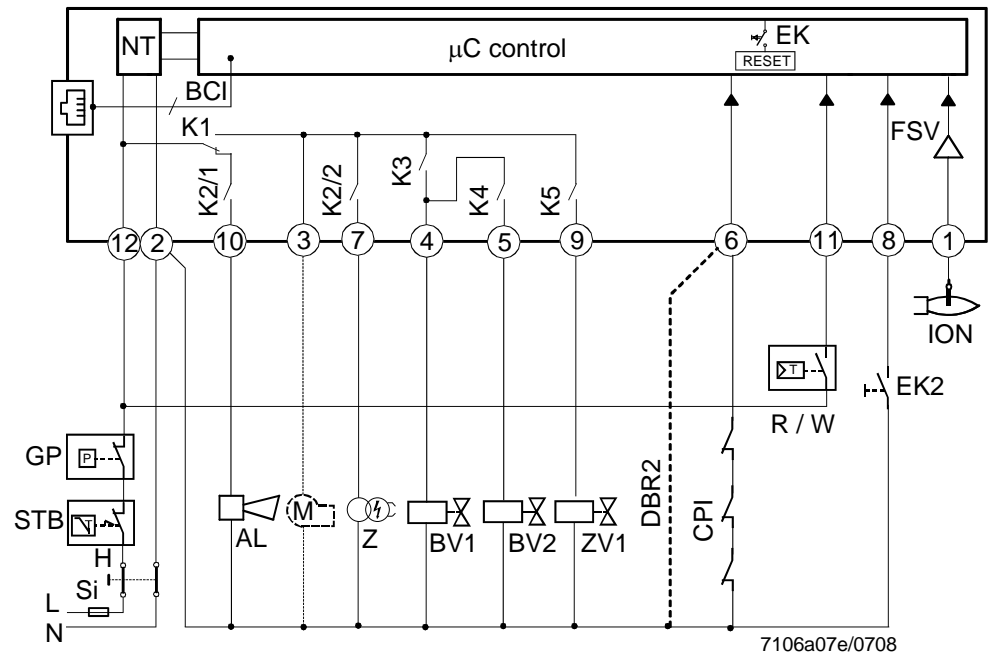 NT
μC control
EK
RESET
BCI
FSV
K1
K2/1
K2/2
K3
K4
K5
12
2
10
3
7
4
5
9
6
11
8
1
ION
T
EK2
R / W
GP
P
STB
T
H
Si
L
N
AL
M
Z
BV1
BV2
ZV1
DBR2
CPI
7106a07e/0708